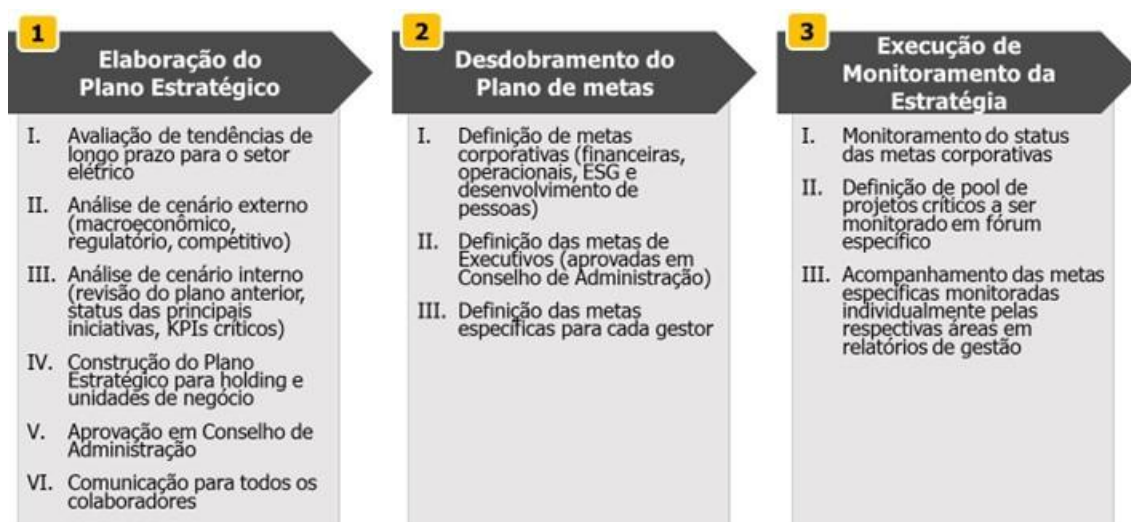 1
Elaboração do
Plano Estratégico
I. Avaliação de tendências de
longo prazo para o setor
elétrico
II. Análise de cenário externo
(macroeconômico,
regulatório, competitivo)
III. Análise de cenário interno
(revisão do plano anterior,
status das principais
iniciativas, KPIs críticos)
IV. Construção do Plano
Estratégico para holding e
unidades de negócio
V. Aprovação em Conselho de
Administração
VI. Comunicação para todos os
colaboradores
2
Desdobramento do
Plano de metas
I. Definição de metas
corporativas (financeiras,
operacionais, ESG e
desenvolvimento de
pessoas)
II. Definição das metas de
Executivos (aprovadas em
Conselho de Administração)
III. Definição das metas
específicas para cada gestor
3
Execução de
Monitoramento da
Estratégia
I. Monitoramento do status
das metas corporativas
II. Definição de pool de
projetos críticos a ser
monitorado em fórum
específico
III. Acompanhamento das metas
específicas monitoradas
individualmente pelas
respectivas áreas em
relatórios de gestão